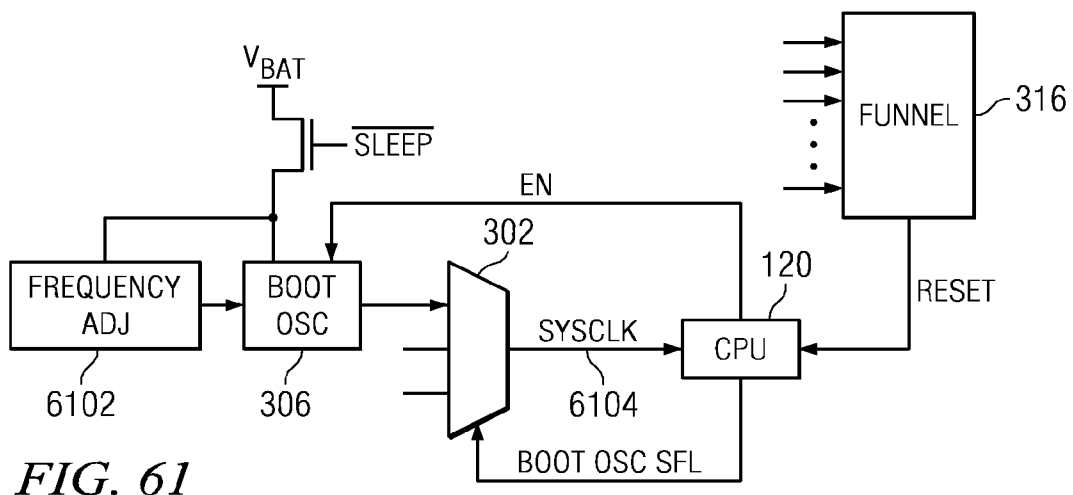 V_BAT
SLEEP
EN
FUNNEL
316
302
120
RESET
FREQUENCY
ADJ
BOOT
OSC
SYSCLK
CPU
6102
306
6104
BOOT OSC SFL
FIG. 61